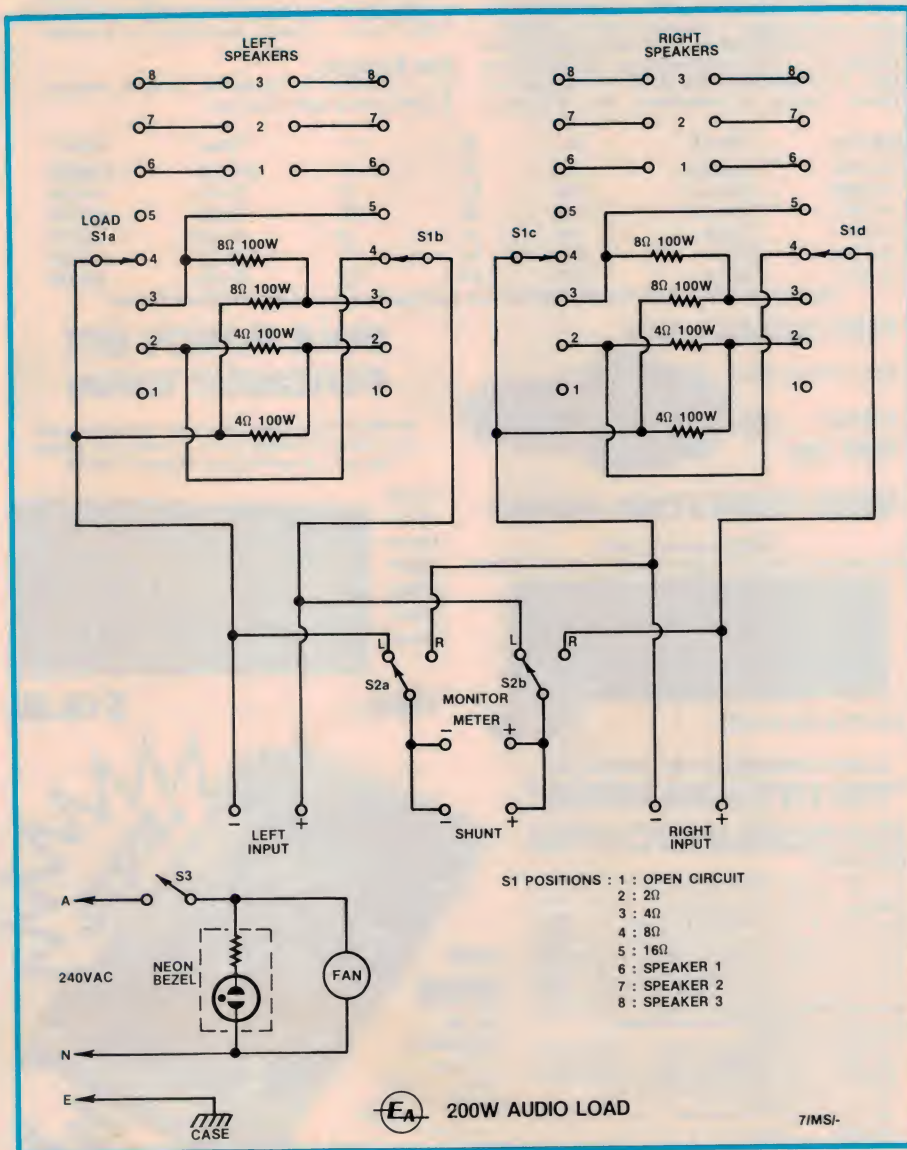 LEFT
SPEAKERS
RIGHT
SPEAKERS
8 3 8
8 3 8
7 2 7
7 2 7
6 1 6
6 1 6
5 5
5 5
LOAD
S1a
4
8Ω 100W
4
S1b
S1c
4
8Ω 100W
4
S1d
3
8Ω 100W
3
3
8Ω 100W
3
2
4Ω 100W
2
2
4Ω 100W
2
1
1
1
1
4Ω 100W
4Ω 100W
L
R
L
R
S2a
S2b
MONITOR
METER
- +
- +
SHUNT
- +
LEFT
INPUT
- +
RIGHT
INPUT
S1 POSITIONS : 1 : OPEN CIRCUIT
2 : 2Ω
3 : 4Ω
4 : 8Ω
5 : 16Ω
6 : SPEAKER 1
7 : SPEAKER 2
8 : SPEAKER 3
S3
A
240VAC
NEON
BEZEL
FAN
N
E
CASE
EA 200W AUDIO LOAD
7/MS/-